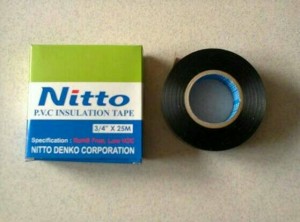 Nitto
P.V.C INSULATION TAPE
3/4" X 25M
Specification :
NITTO DENKO CORPORATION